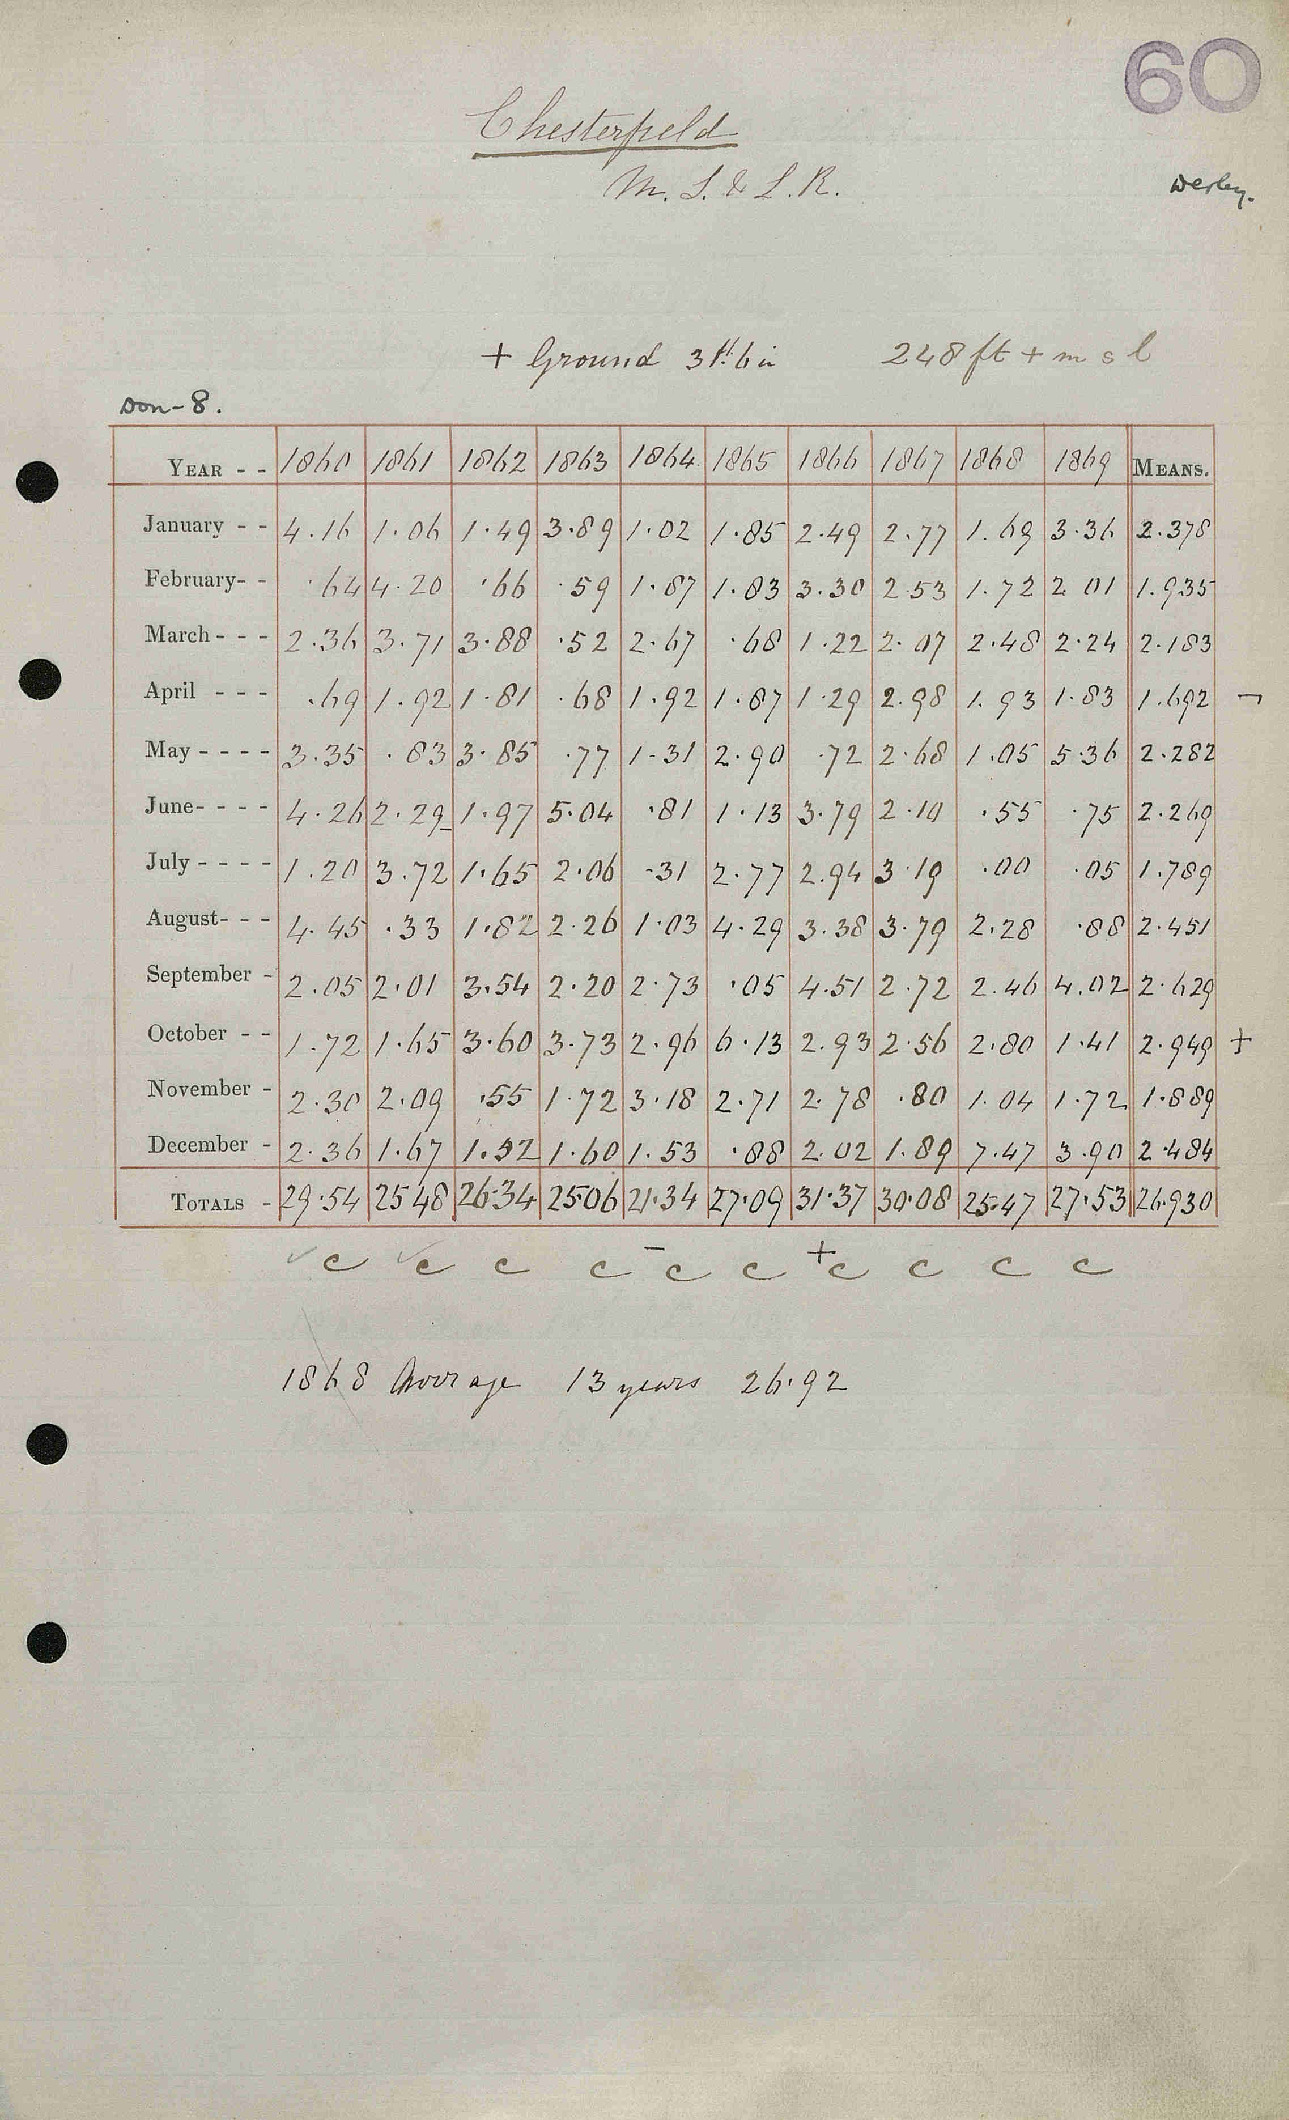 60
Chesterfield
M. S. & L. R.
Derby.
+ Ground 3ft 6in 248 ft + m s l
Don-8.
YEAR - - 1860 1861 1862 1863 1864 1865 1866 1867 1868 1869 MEANS.
January - - 4.16 1.06 1.49 3.89 1.02 1.85 2.49 2.77 1.69 3.36 2.378
February- - .64 4.20 .66 .59 1.87 1.83 3.30 2.53 1.72 2.01 1.935
March - - - 2.36 3.71 3.88 .52 2.67 .68 1.22 2.07 2.48 2.24 2.183
April - - - .69 1.92 1.81 .68 1.92 1.87 1.29 2.98 1.93 1.83 1.692 -
May - - - - 3.35 .83 3.85 .77 1.31 2.90 .72 2.68 1.05 5.36 2.282
June- - - - 4.26 2.29 1.97 5.04 .81 1.13 3.79 2.10 .55 .75 2.269
July - - - - 1.20 3.72 1.65 2.06 .31 2.77 2.94 3.19 .00 .05 1.789
August- - - 4.45 .33 1.82 2.26 1.03 4.29 3.38 3.79 2.28 .88 2.451
September - 2.05 2.01 3.54 2.20 2.73 .05 4.51 2.72 2.46 4.02 2.629
October - - 1.72 1.65 3.60 3.73 2.96 6.13 2.93 2.56 2.80 1.41 2.949 +
November - 2.30 2.09 .55 1.72 3.18 2.71 2.78 .80 1.04 1.72 1.889
December - 2.36 1.67 1.52 1.60 1.53 .88 2.02 1.89 7.47 3.90 2.484
TOTALS - 29.54 25 48 26.34 25.06 21.34 27.09 31.37 30.08 25.47 27.53 26.930
- +
c c c c c c c c c c
1868 Average 13 years 26.92